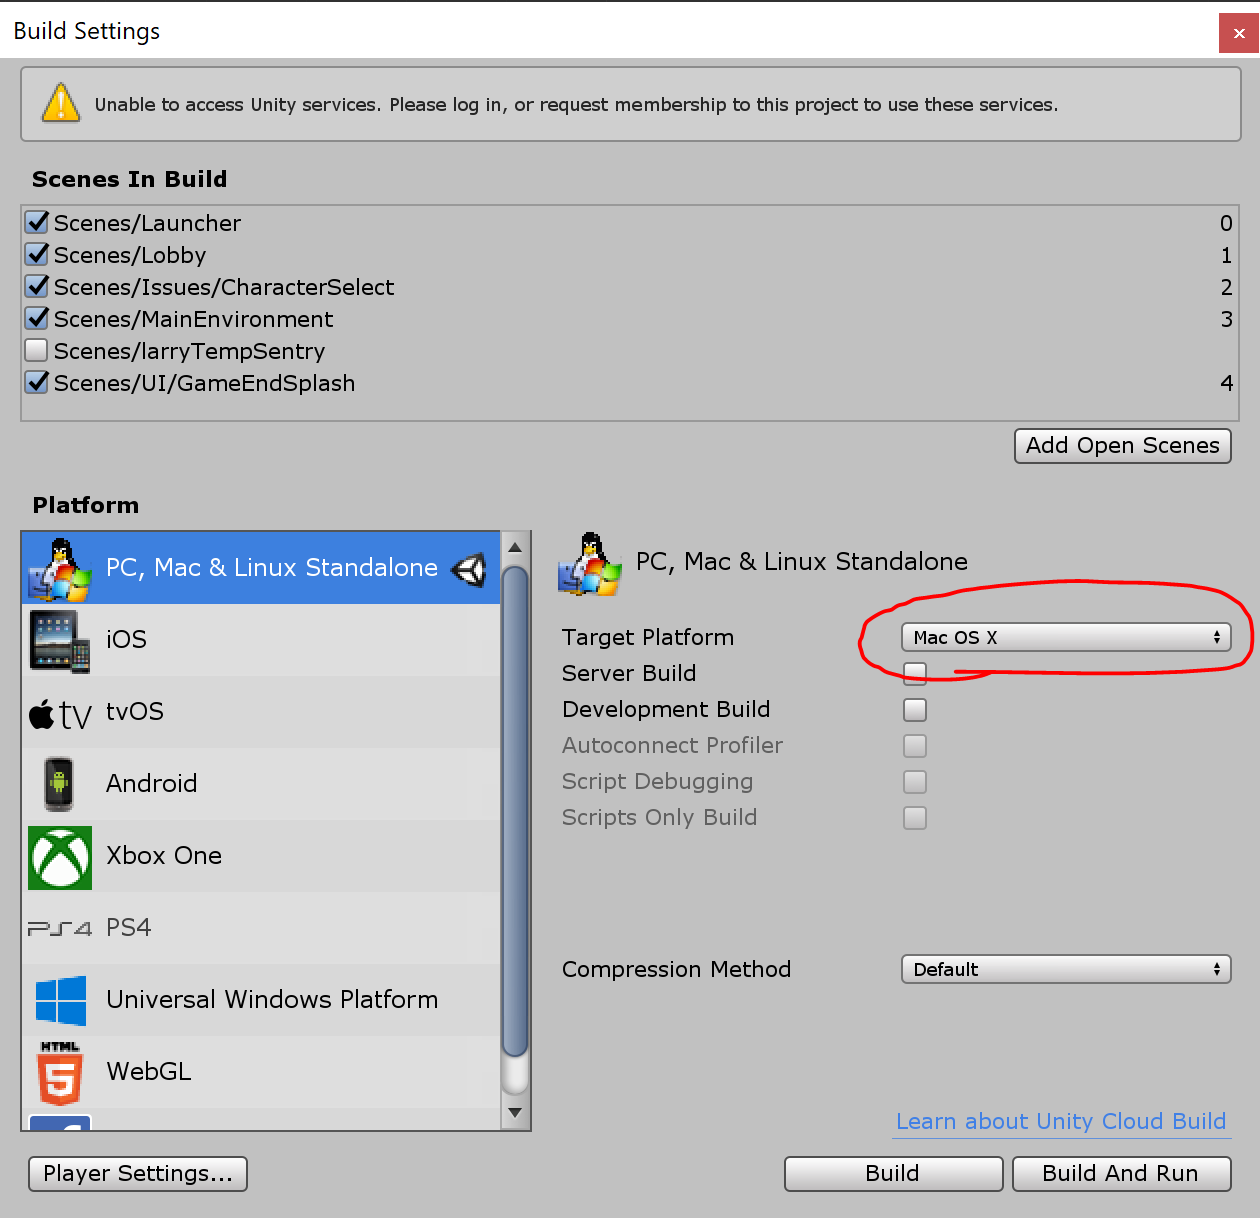 Build Settings
Unable to access Unity services. Please log in, or request membership to this project to use these services.
Scenes In Build
Scenes/Launcher 0
Scenes/Lobby 1
Scenes/Issues/CharacterSelect 2
Scenes/MainEnvironment 3
Scenes/larryTempSentry
Scenes/UI/GameEndSplash 4
Add Open Scenes
Platform
PC, Mac & Linux Standalone
iOS
tv tvOS
Android
Xbox One
PS4 PS4
Universal Windows Platform
HTML
5 WebGL
PC, Mac & Linux Standalone
Target Platform Mac OS X
Server Build
Development Build
Autoconnect Profiler
Script Debugging
Scripts Only Build
Compression Method Default
Learn about Unity Cloud Build
Player Settings...
Build
Build And Run